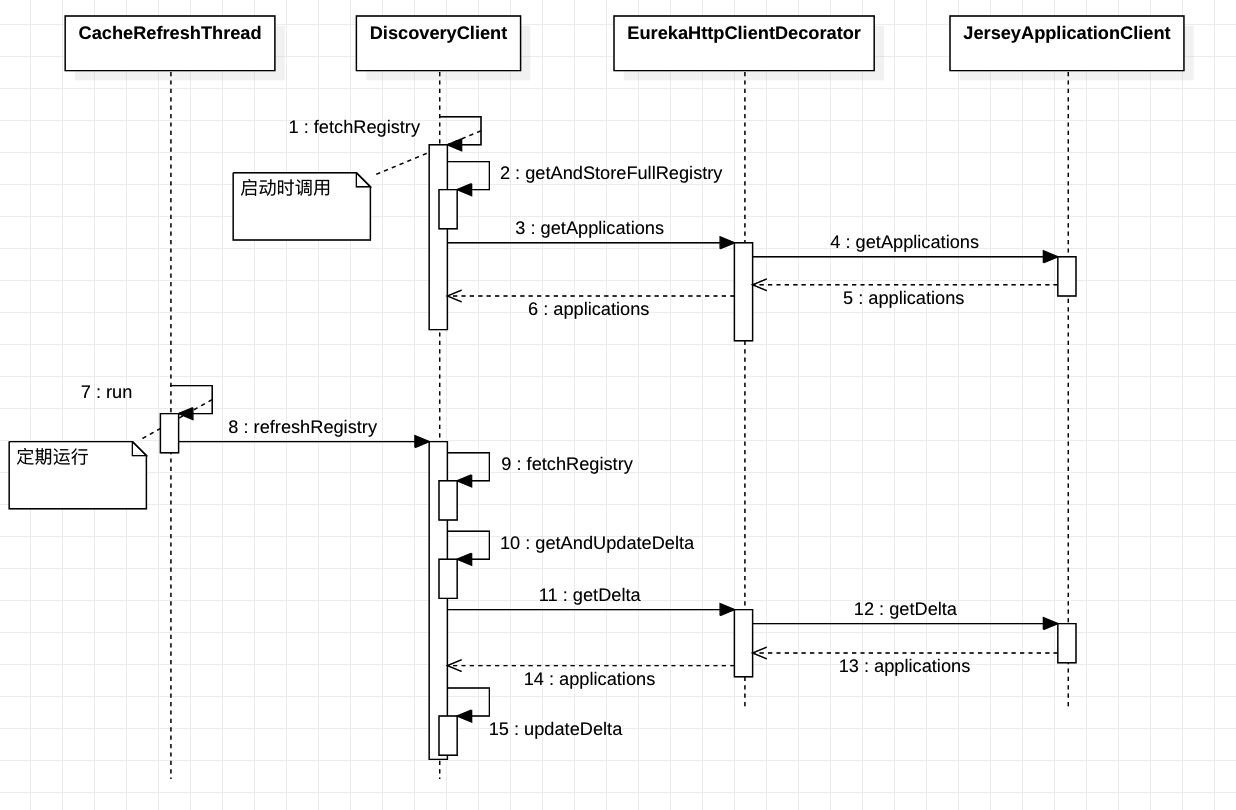 CacheRefreshThread
DiscoveryClient
EurekaHttpClientDecorator
JerseyApplicationClient
1 : fetchRegistry
启动时调用
2 : getAndStoreFullRegistry
3 : getApplications
4 : getApplications
5 : applications
6 : applications
7 : run
定期运行
8 : refreshRegistry
9 : fetchRegistry
10 : getAndUpdateDelta
11 : getDelta
12 : getDelta
13 : applications
14 : applications
15 : updateDelta